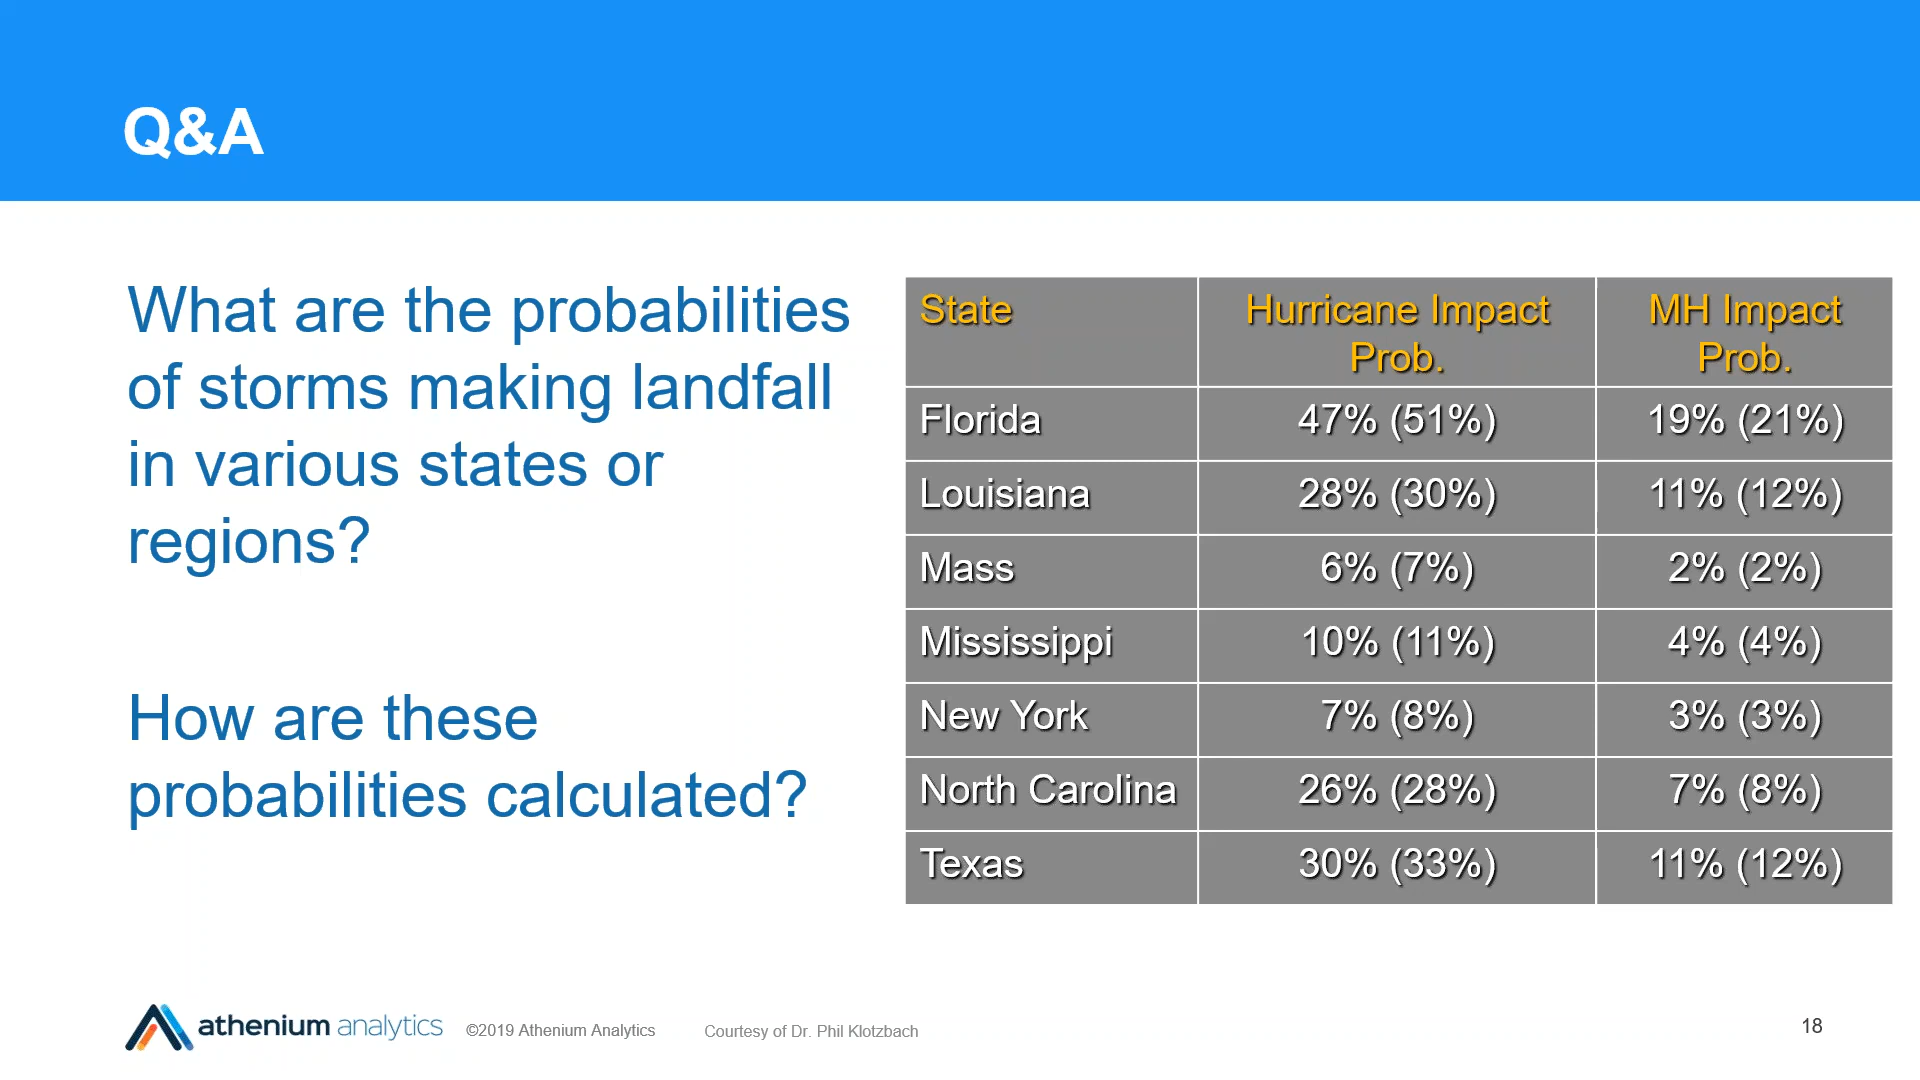 Q&A
What are the probabilities
of storms making landfall
in various states or
regions?
How are these
probabilities calculated?
State Hurricane Impact Prob. MH Impact Prob.
Florida 47% (51%) 19% (21%)
Louisiana 28% (30%) 11% (12%)
Mass 6% (7%) 2% (2%)
Mississippi 10% (11%) 4% (4%)
New York 7% (8%) 3% (3%)
North Carolina 26% (28%) 7% (8%)
Texas 30% (33%) 11% (12%)
athenium analytics ©2019 Athenium Analytics Courtesy of Dr. Phil Klotzbach 18